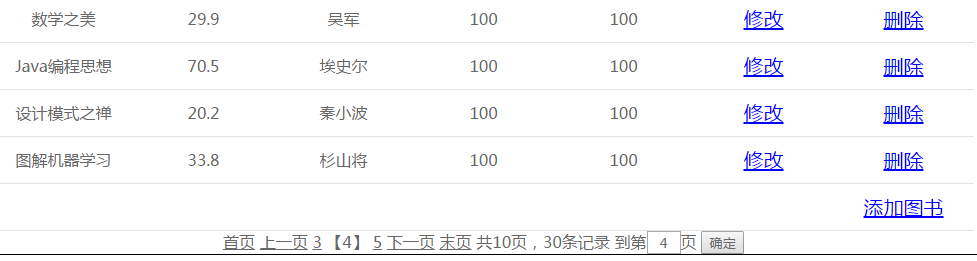 数学之美 29.9 吴军 100 100 修改 删除
Java编程思想 70.5 埃史尔 100 100 修改 删除
设计模式之禅 20.2 秦小波 100 100 修改 删除
图解机器学习 33.8 杉山将 100 100 修改 删除
添加图书
首页 上一页 3 【4】 5 下一页 末页 共10页，30条记录 到第 4 页 确定